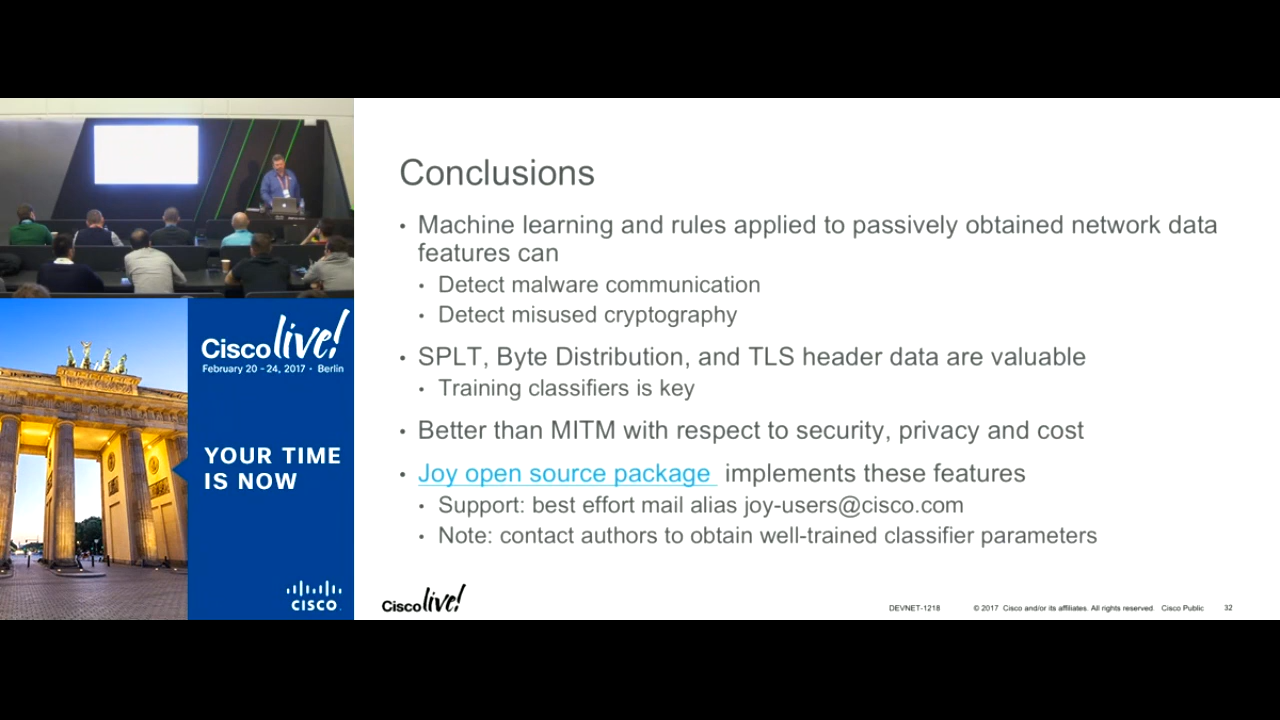 Conclusions
• Machine learning and rules applied to passively obtained network data
features can
• Detect malware communication
• Detect misused cryptography
• SPLT, Byte Distribution, and TLS header data are valuable
• Training classifiers is key
• Better than MITM with respect to security, privacy and cost
• Joy open source package implements these features
• Support: best effort mail alias joy-users@cisco.com
• Note: contact authors to obtain well-trained classifier parameters
Cisco live!
February 20 - 24, 2017 • Berlin
YOUR TIME
IS NOW
CISCO.
Cisco live!
DEVNET-1218
© 2017 Cisco and/or its affiliates. All rights reserved. Cisco Public
32